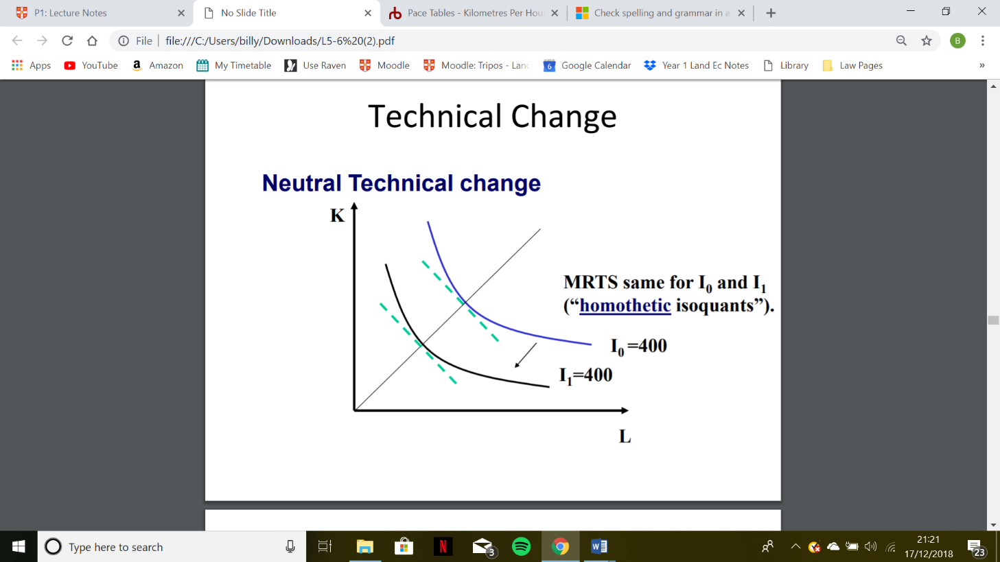 P1: Lecture Notes
No Slide Title
Pace Tables - Kilometres Per Hou
Check spelling and grammar in a
File
file:///C:/Users/billy/Downloads/L5-6%20(2).pdf
B
Apps
YouTube
Amazon
My Timetable
Use Raven
Moodle
Moodle: Tripos - Lanc
6
Google Calendar
Year 1 Land Ec Notes
Library
Law Pages
»
Technical Change
Neutral Technical change
K
MRTS same for I₀ and I₁
(“homothetic isoquants”).
I₀ =400
I₁=400
L
Type here to search
N
3
W
21:21
17/12/2018
23